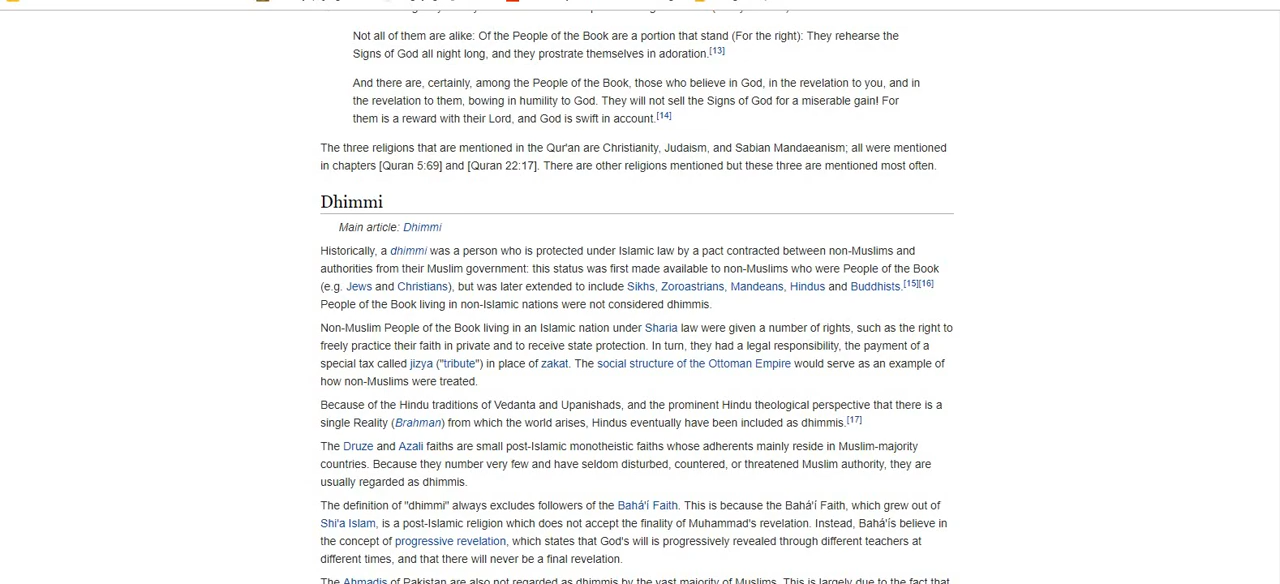 Not all of them are alike: Of the People of the Book are a portion that stand (For the right): They rehearse the
Signs of God all night long, and they prostrate themselves in adoration.[13]
And there are, certainly, among the People of the Book, those who believe in God, in the revelation to you, and in
the revelation to them, bowing in humility to God. They will not sell the Signs of God for a miserable gain! For
them is a reward with their Lord, and God is swift in account.[14]
The three religions that are mentioned in the Qur'an are Christianity, Judaism, and Sabian Mandaeanism; all were mentioned
in chapters [Quran 5:69] and [Quran 22:17]. There are other religions mentioned but these three are mentioned most often.
Dhimmi
Main article: Dhimmi
Historically, a dhimmi was a person who is protected under Islamic law by a pact contracted between non-Muslims and
authorities from their Muslim government: this status was first made available to non-Muslims who were People of the Book
(e.g. Jews and Christians), but was later extended to include Sikhs, Zoroastrians, Mandeans, Hindus and Buddhists.[15][16]
People of the Book living in non-Islamic nations were not considered dhimmis.
Non-Muslim People of the Book living in an Islamic nation under Sharia law were given a number of rights, such as the right to
freely practice their faith in private and to receive state protection. In turn, they had a legal responsibility, the payment of a
special tax called jizya ("tribute") in place of zakat. The social structure of the Ottoman Empire would serve as an example of
how non-Muslims were treated.
Because of the Hindu traditions of Vedanta and Upanishads, and the prominent Hindu theological perspective that there is a
single Reality (Brahman) from which the world arises, Hindus eventually have been included as dhimmis.[17]
The Druze and Azali faiths are small post-Islamic monotheistic faiths whose adherents mainly reside in Muslim-majority
countries. Because they number very few and have seldom disturbed, countered, or threatened Muslim authority, they are
usually regarded as dhimmis.
The definition of "dhimmi" always excludes followers of the Bahá'í Faith. This is because the Bahá'í Faith, which grew out of
Shi'a Islam, is a post-Islamic religion which does not accept the finality of Muhammad's revelation. Instead, Bahá'ís believe in
the concept of progressive revelation, which states that God's will is progressively revealed through different teachers at
different times, and that there will never be a final revelation.
The Ahmadis of Pakistan are also not regarded as dhimmis by the vast majority of Muslims. This is largely due to the fact that